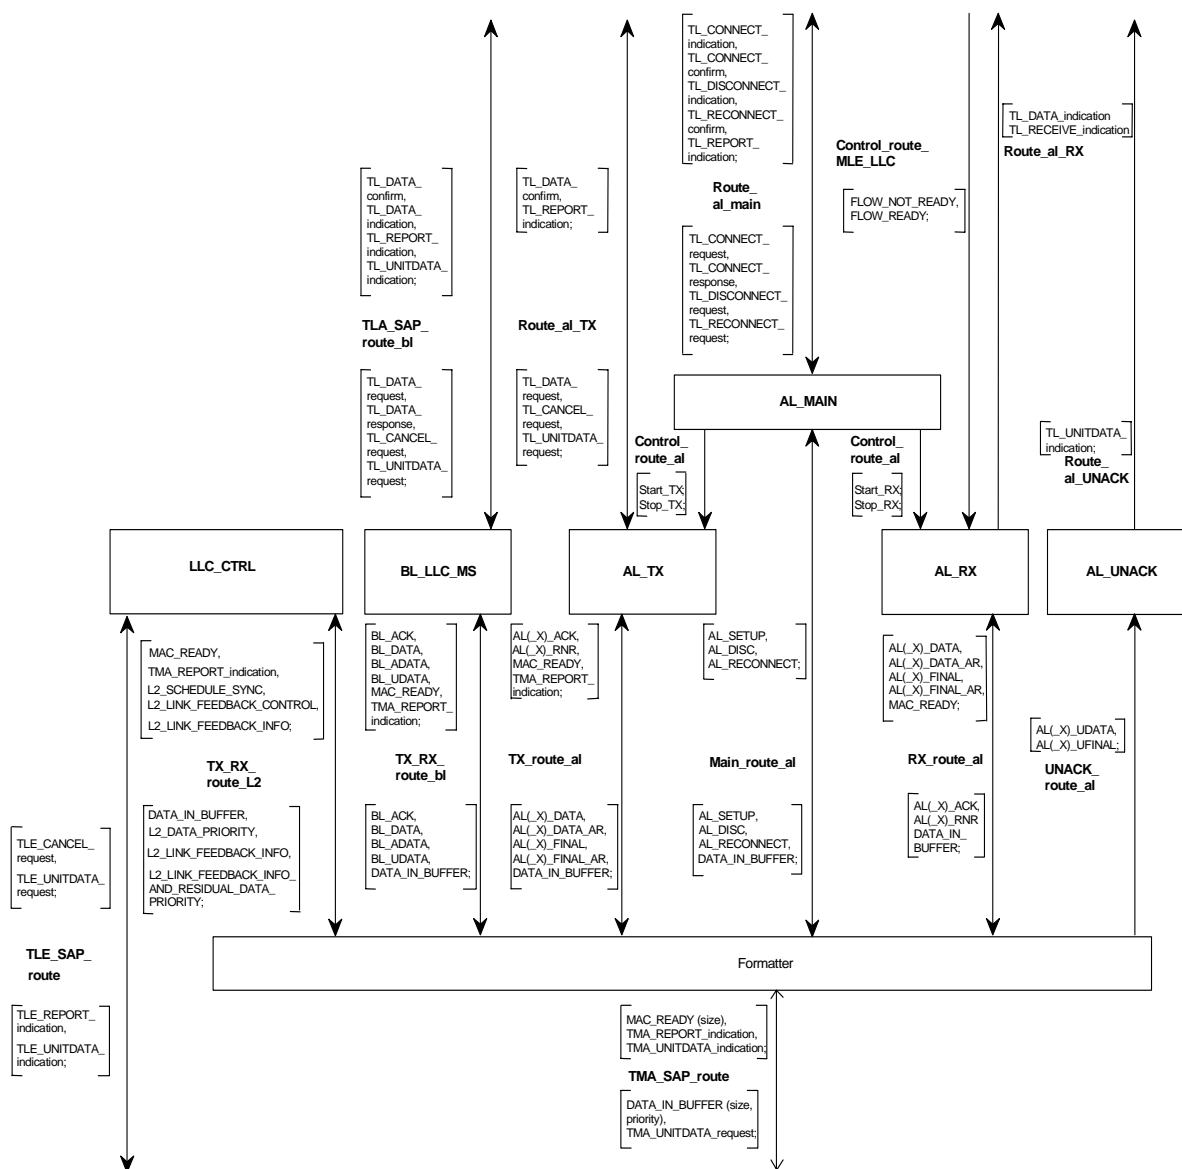 TL_CONNECT_
indication,
TL_CONNECT_
confirm,
TL_DISCONNECT_
indication,
TL_RECONNECT_
confirm,
TL_REPORT_
indication;
TL_DATA_indication
TL_RECEIVE_indication
Route_al_RX
Control_route_
MLE_LLC
FLOW_NOT_READY,
FLOW_READY;
TL_DATA_
confirm,
TL_DATA_
indication,
TL_REPORT_
indication,
TL_UNITDATA_
indication;
TL_DATA_
confirm,
TL_REPORT_
indication;
Route_
al_main
TL_CONNECT_
request,
TL_CONNECT_
response,
TL_DISCONNECT_
request,
TL_RECONNECT_
request;
TLA_SAP_
route_bl
Route_al_TX
TL_DATA_
request,
TL_DATA_
response,
TL_CANCEL_
request,
TL_UNITDATA_
request;
TL_DATA_
request,
TL_CANCEL_
request,
TL_UNITDATA_
request;
AL_MAIN
Control_
route_al
Start_TX;
Stop_TX;
Control_
route_al
Start_RX;
Stop_RX;
TL_UNITDATA_
indication;
Route_
al_UNACK
LLC_CTRL
BL_LLC_MS
AL_TX
AL_RX
AL_UNACK
MAC_READY,
TMA_REPORT_indication,
L2_SCHEDULE_SYNC,
L2_LINK_FEEDBACK_CONTROL,
L2_LINK_FEEDBACK_INFO;
BL_ACK,
BL_DATA,
BL_ADATA,
BL_UDATA,
MAC_READY,
TMA_REPORT_
indication;
AL(_X)_ACK,
AL(_X)_RNR,
MAC_READY,
TMA_REPORT_
indication;
AL_SETUP,
AL_DISC,
AL_RECONNECT;
AL(_X)_DATA,
AL(_X)_DATA_AR,
AL(_X)_FINAL,
AL(_X)_FINAL_AR,
MAC_READY;
AL(_X)_UDATA,
AL(_X)_UFINAL;
TX_RX_
route_L2
TX_RX_
route_bl
TX_route_al
Main_route_al
RX_route_al
UNACK_
route_al
DATA_IN_BUFFER,
L2_DATA_PRIORITY,
L2_LINK_FEEDBACK_INFO,
L2_LINK_FEEDBACK_INFO_
AND_RESIDUAL_DATA_
PRIORITY;
BL_ACK,
BL_DATA,
BL_ADATA,
BL_UDATA,
DATA_IN_BUFFER;
AL(_X)_DATA,
AL(_X)_DATA_AR,
AL(_X)_FINAL,
AL(_X)_FINAL_AR,
DATA_IN_BUFFER;
AL_SETUP,
AL_DISC,
AL_RECONNECT,
DATA_IN_BUFFER;
AL(_X)_ACK,
AL(_X)_RNR
DATA_IN_
BUFFER;
TLE_CANCEL_
request,
TLE_UNITDATA_
request;
TLE_SAP_
route
TLE_REPORT_
indication,
TLE_UNITDATA_
indication;
Formatter
MAC_READY (size),
TMA_REPORT_indication,
TMA_UNITDATA_indication;
TMA_SAP_route
DATA_IN_BUFFER (size,
priority),
TMA_UNITDATA_request;